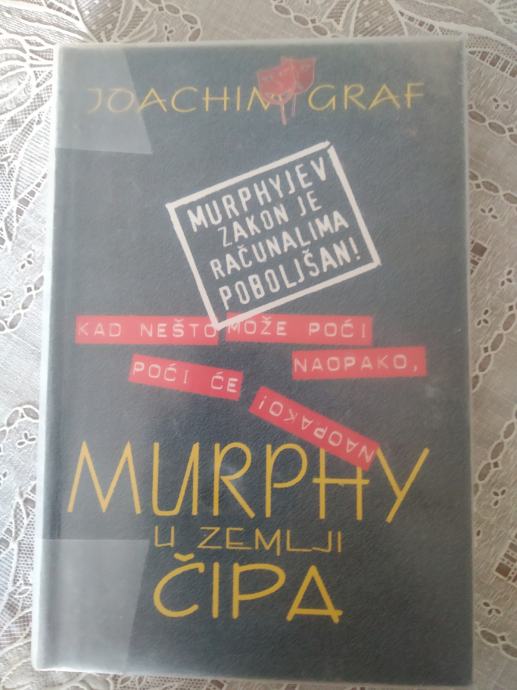 JOACHIM GRAF
MURPHYJEV
ZAKON JE
RAČUNALIMA
POBOLJŠAN!
KAD NEŠTO MOŽE POĆI
NAOPAKO,
POĆI ĆE
NAOPAKO!
MURPHY
U ZEMLJI
ČIPA